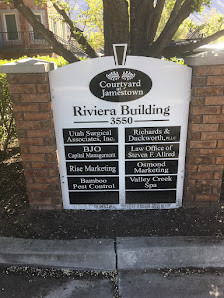 Courtyard
at
Jamestown
Riviera Building
3550
Utah Surgical
Associates, Inc.
Richards &
Duckworth, PLLC
BJO
Capital Management
Law Office of
Steven F. Allred
Rise Marketing
Osmond
Marketing
Bamboo
Pest Control
Valley Creek
Spa